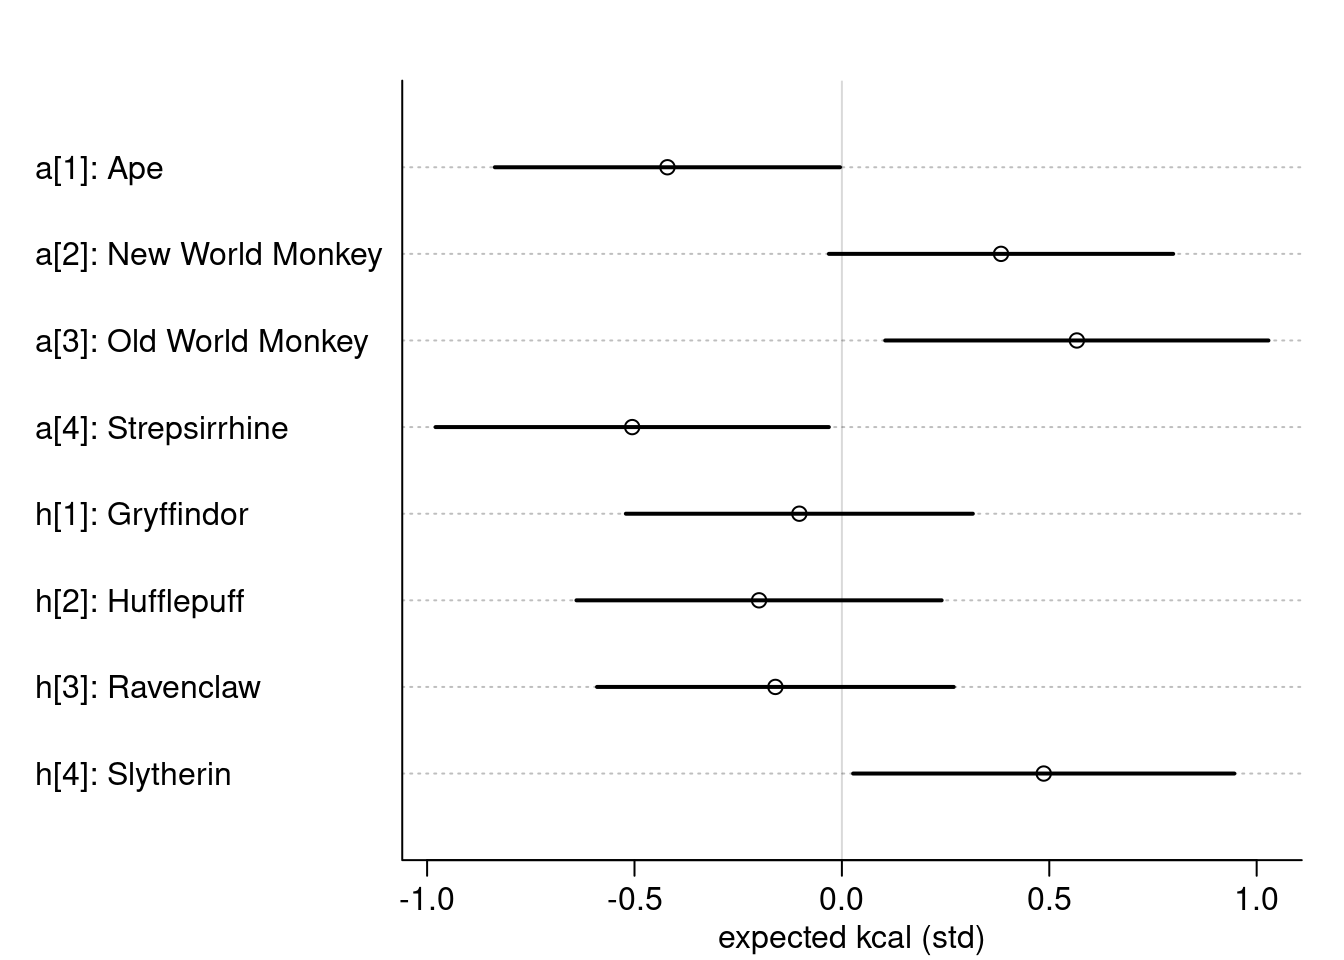 a[1]: Ape
a[2]: New World Monkey
a[3]: Old World Monkey
a[4]: Strepsirrhine
h[1]: Gryffindor
h[2]: Hufflepuff
h[3]: Ravenclaw
h[4]: Slytherin
-1.0 -0.5 0.0 0.5 1.0
expected kcal (std)